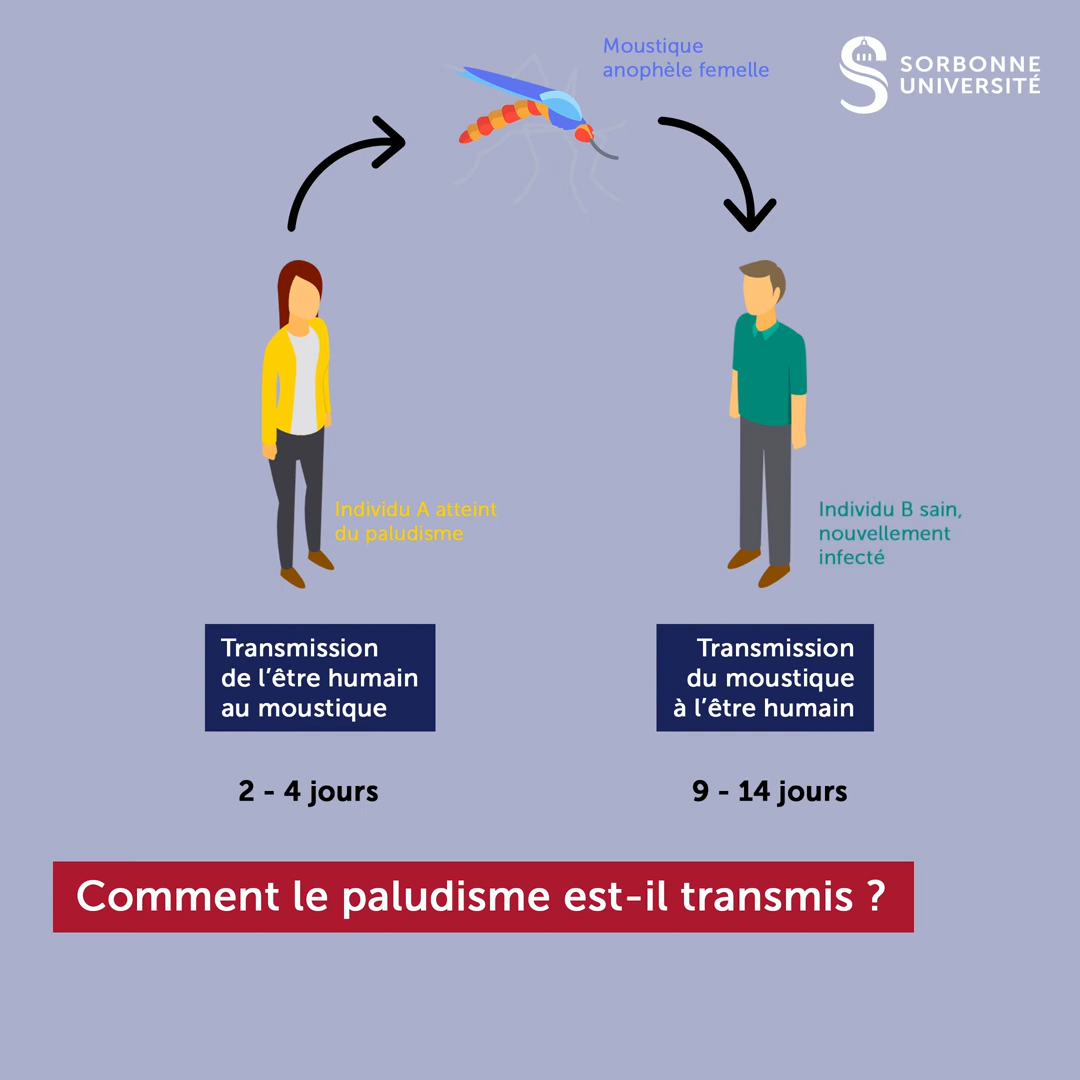 Moustique
anophèle femelle
SORBONNE
UNIVERSITÉ
Individu A atteint
du paludisme
Individu B sain,
nouvellement
infecté
Transmission
de l'être humain
au moustique
Transmission
du moustique
à l'être humain
2 - 4 jours
9 - 14 jours
Comment le paludisme est-il transmis ?